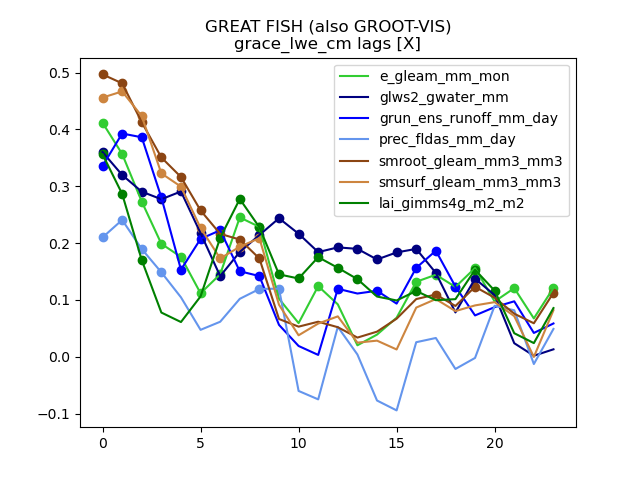 GREAT FISH (also GROOT-VIS)
grace_lwe_cm lags [X]
e_gleam_mm_mon
glws2_gwater_mm
grun_ens_runoff_mm_day
prec_fldas_mm_day
smroot_gleam_mm3_mm3
smsurf_gleam_mm3_mm3
lai_gimms4g_m2_m2
0.5
0.4
0.3
0.2
0.1
0.0
−0.1
0 5 10 15 20